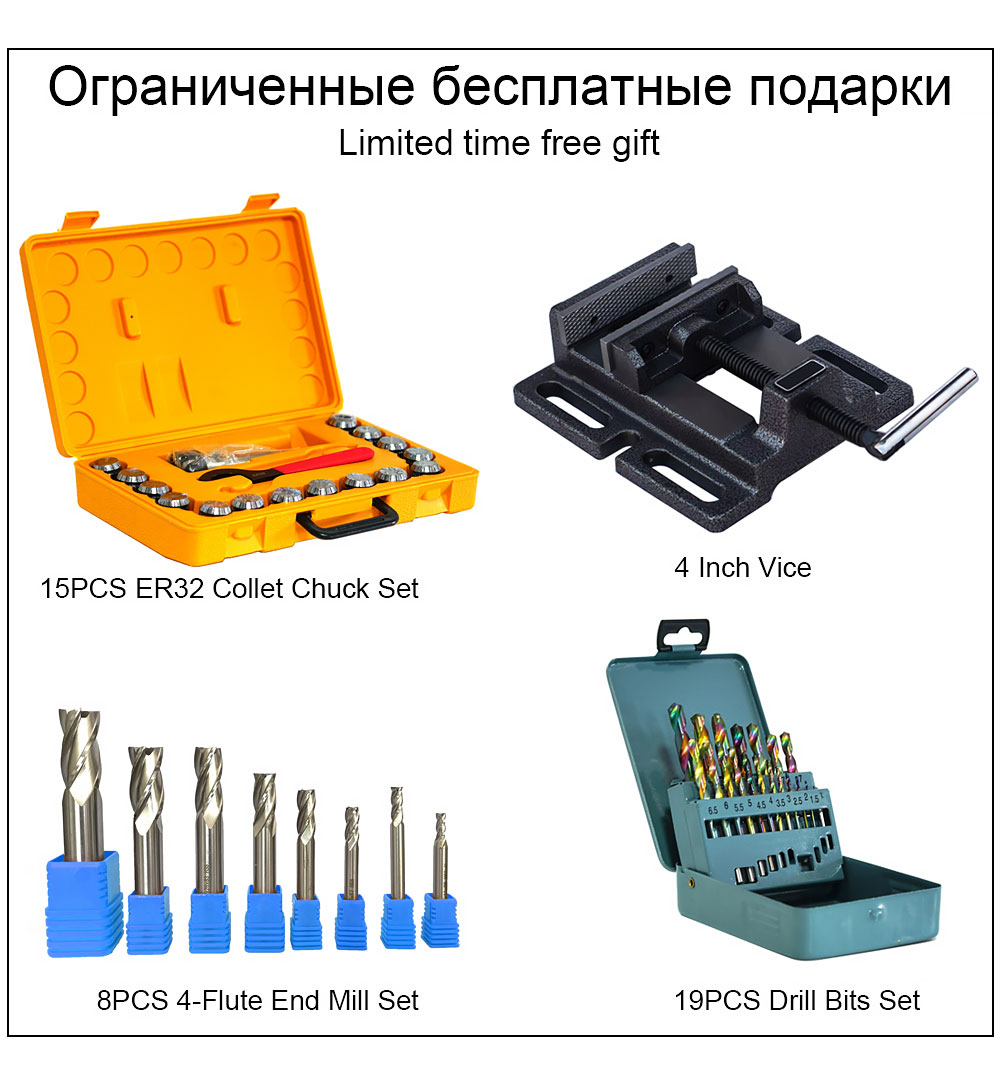 Ограниченные бесплатные подарки
Limited time free gift
15PCS ER32 Collet Chuck Set
4 Inch Vice
6.5 6 5.5 5 4.5 4 3.5 3 2.5 2 1.5 1
8PCS 4-Flute End Mill Set
19PCS Drill Bits Set